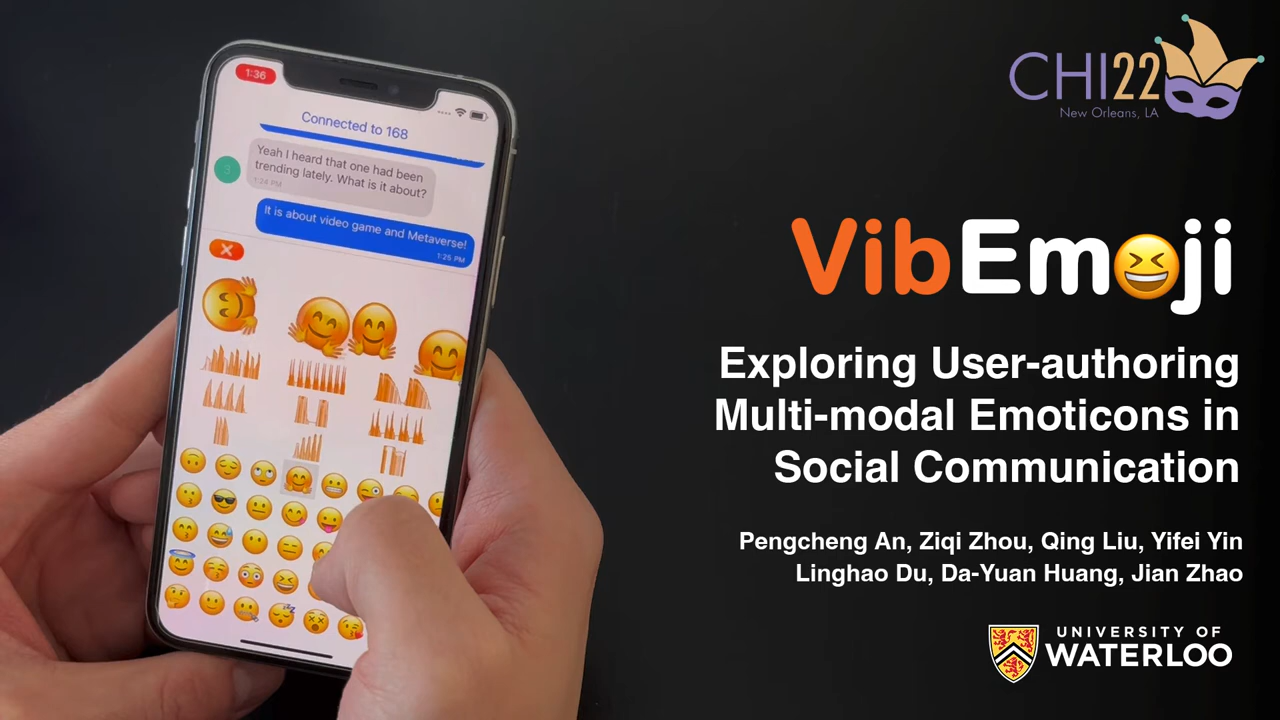 1:36
Connected to 168
3
Yeah I heard that one had been
trending lately. What is it about?
1:24 PM
It is about video game and Metaverse!
1:25 PM
CHI22
New Orleans, LA
VibEmoji
Exploring User-authoring
Multi-modal Emoticons in
Social Communication
Pengcheng An, Ziqi Zhou, Qing Liu, Yifei Yin
Linghao Du, Da-Yuan Huang, Jian Zhao
UNIVERSITY OF
WATERLOO